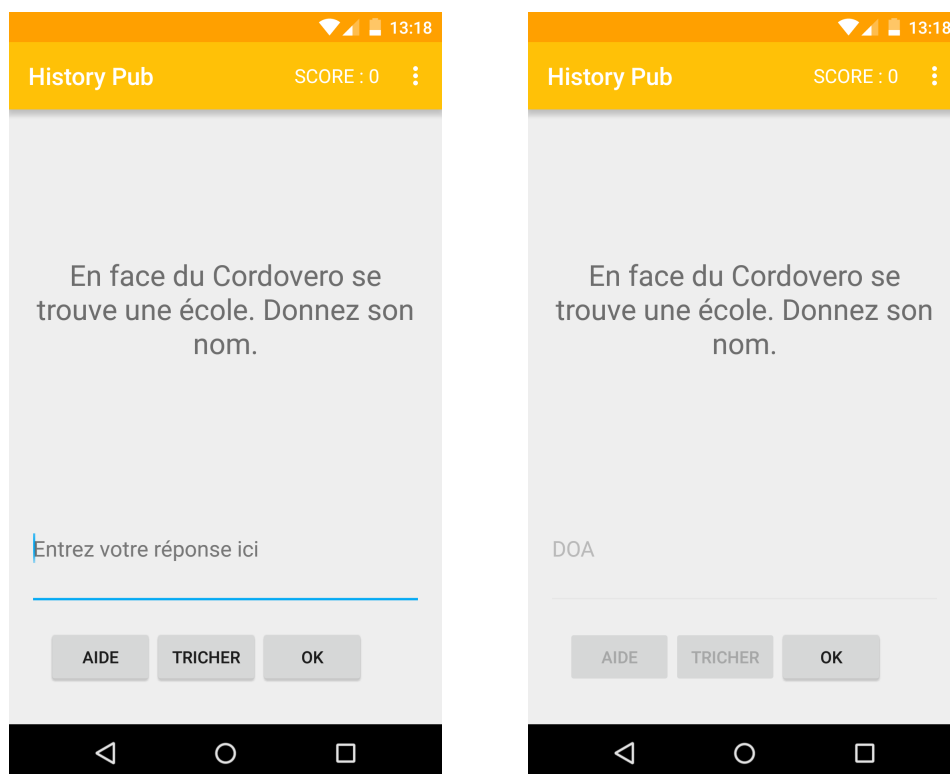 13:18
History Pub SCORE : 0
En face du Cordovero se
trouve une école. Donnez son
nom.
Entrez votre réponse ici
AIDE TRICHER OK
13:18
History Pub SCORE : 0
En face du Cordovero se
trouve une école. Donnez son
nom.
DOA
AIDE TRICHER OK